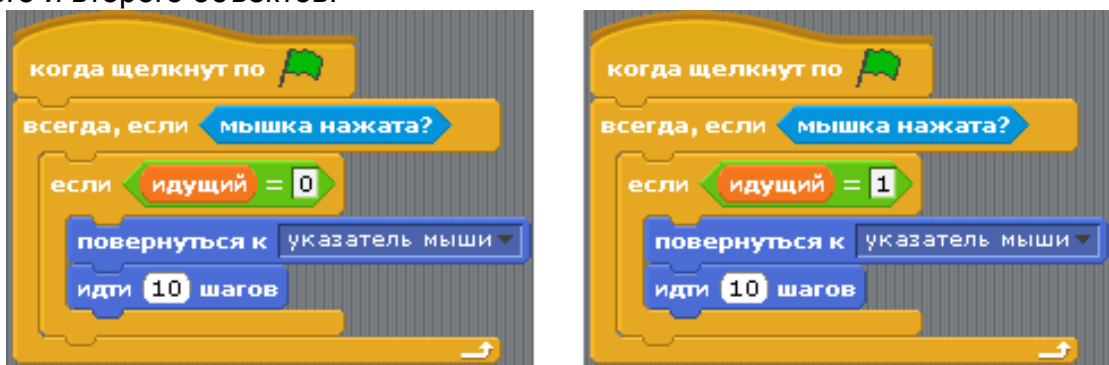 когда щелкнут по
всегда, если мышка нажата?
если идущий = 0
повернуться к указатель мыши
идти 10 шагов
когда щелкнут по
всегда, если мышка нажата?
если идущий = 1
повернуться к указатель мыши
идти 10 шагов